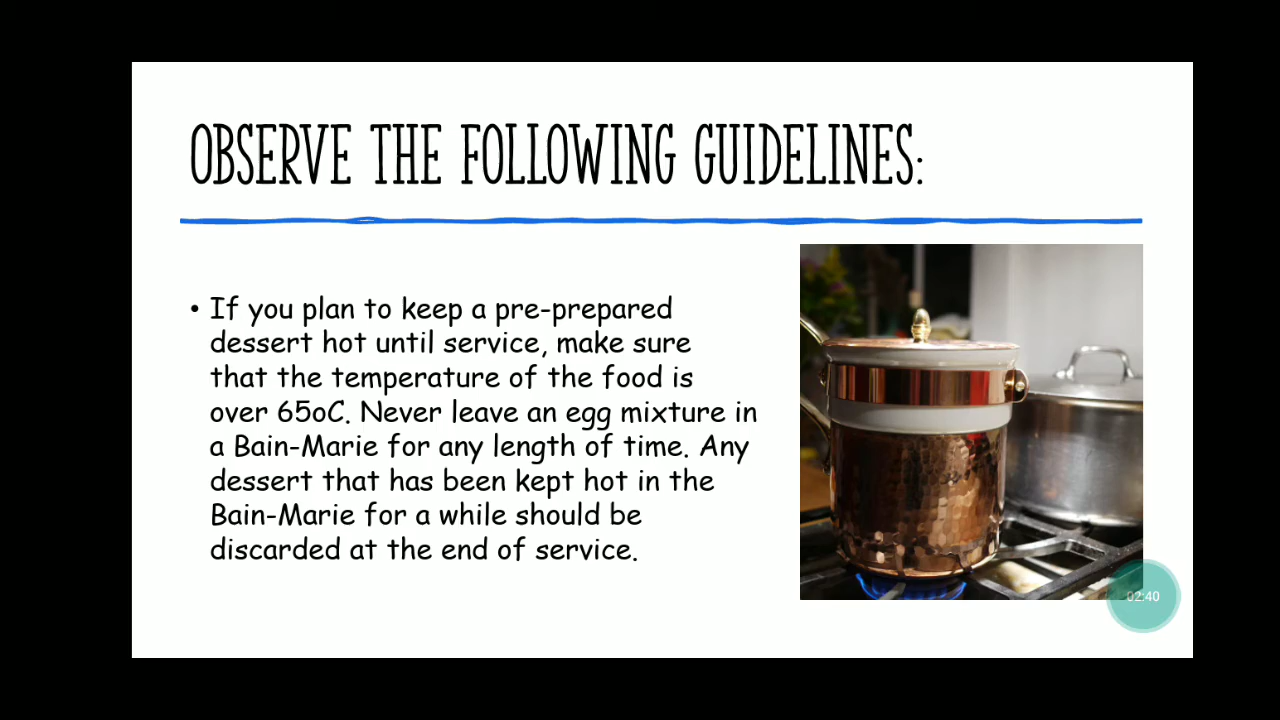 OBSERVE THE FOLLOWING GUIDELINES:
• If you plan to keep a pre-prepared
dessert hot until service, make sure
that the temperature of the food is
over 65oC. Never leave an egg mixture in
a Bain-Marie for any length of time. Any
dessert that has been kept hot in the
Bain-Marie for a while should be
discarded at the end of service.
02:40